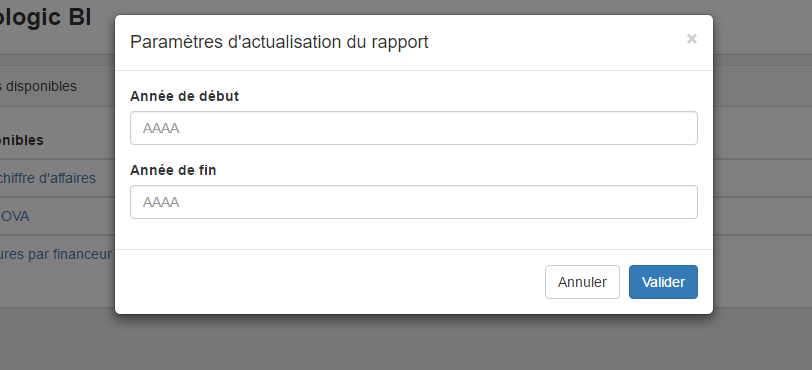 ologic BI
Paramètres d'actualisation du rapport
×
s disponibles
Année de début
AAAA
onibles
Année de fin
chiffre d'affaires
AAAA
OVA
ures par financeur
Annuler
Valider